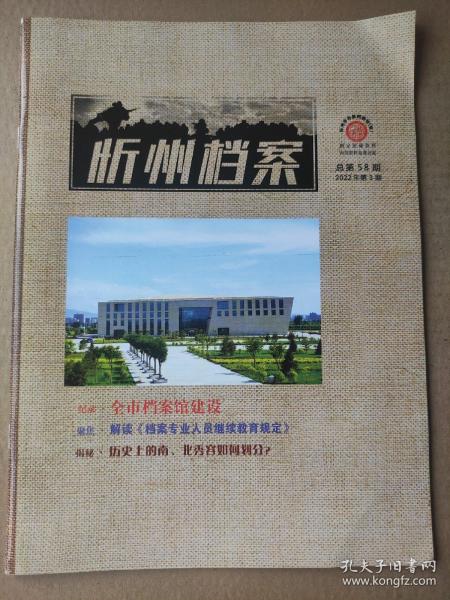 忻州档案
总第58期
2022年第3期
纪录·全市档案馆建设
聚焦·解读《档案专业人员继续教育规定》
揭秘·历史上的南、北秀容如何划分?
孔夫子旧书网
www.kongfz.com